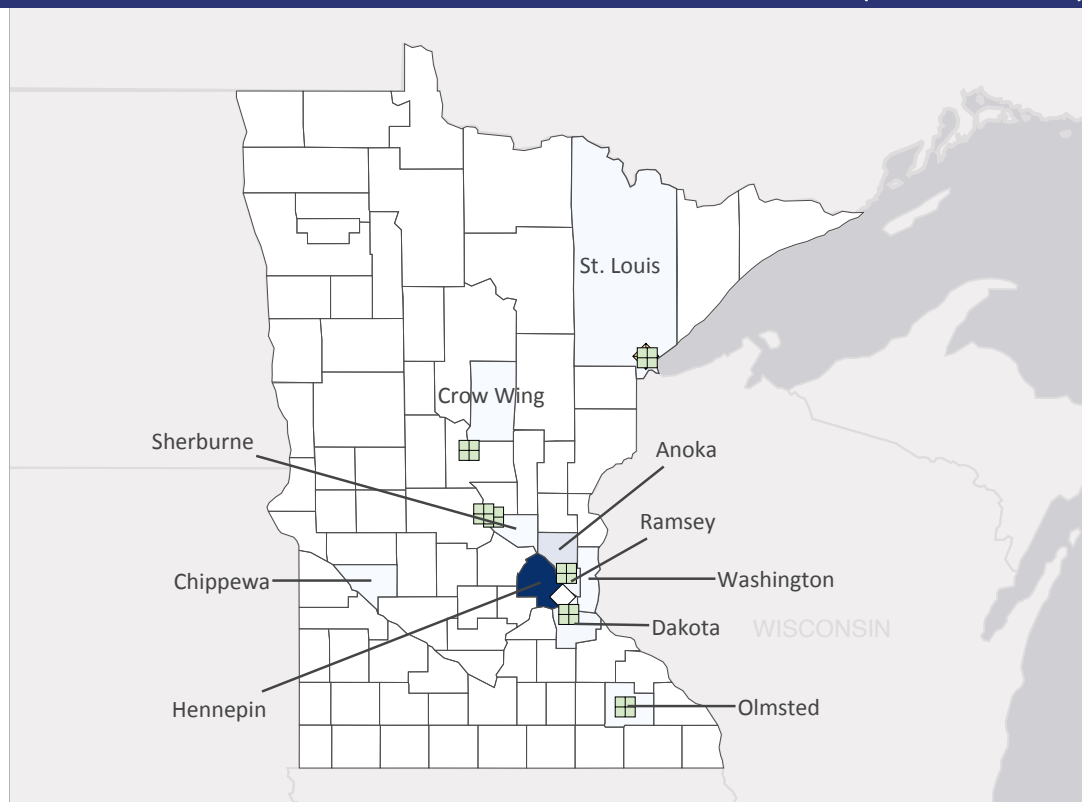 St. Louis
Crow Wing
Sherburne
Anoka
Ramsey
Chippewa
Washington
Dakota
WISCONSIN
Hennepin
Olmsted